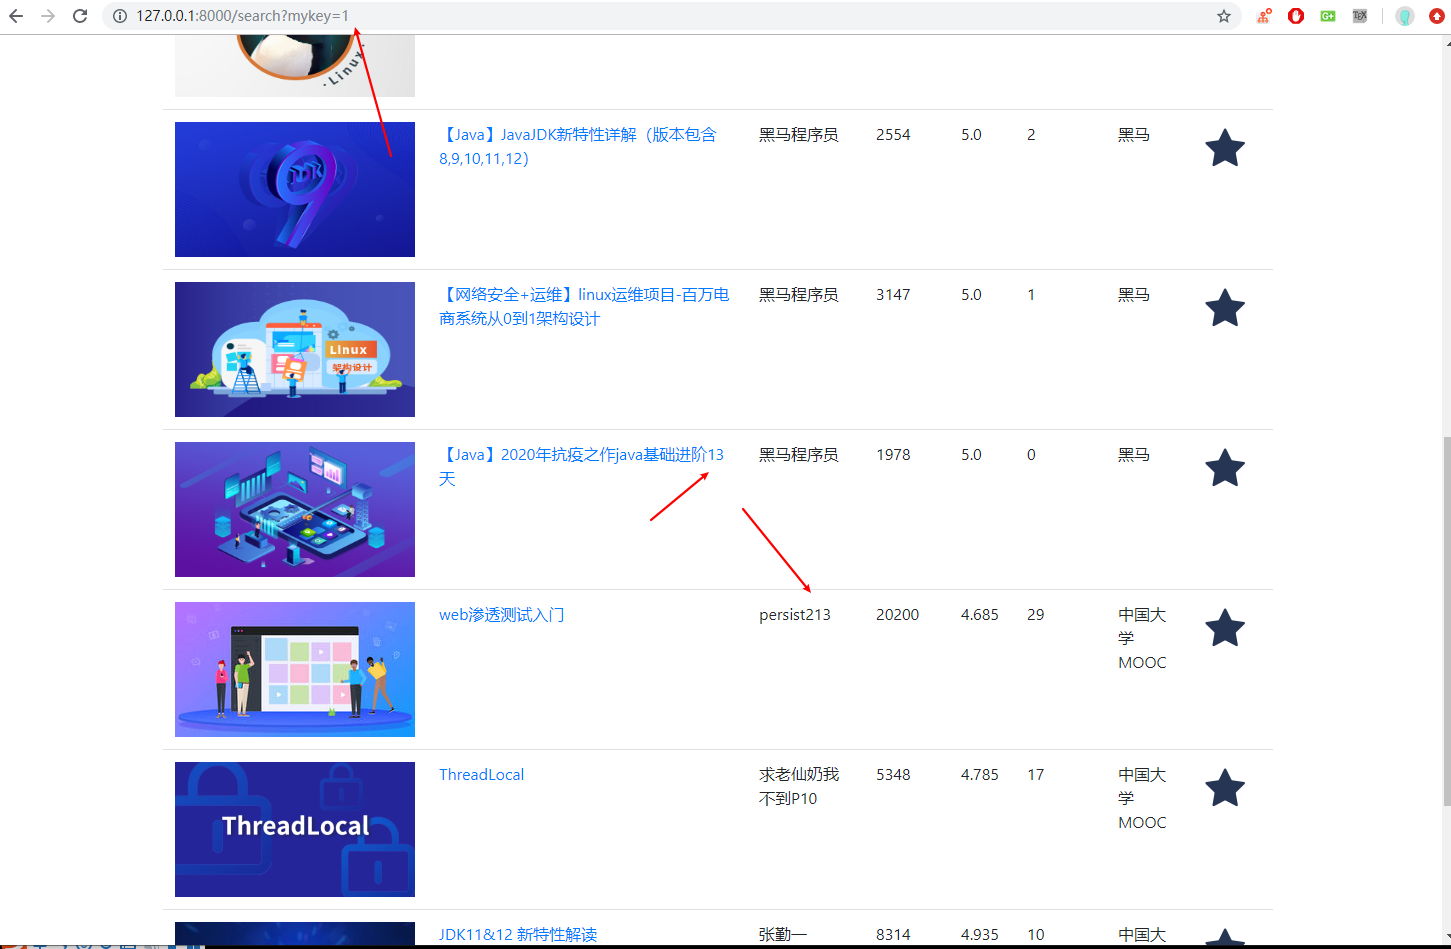 127.0.0.1:8000/search?mykey=1
·Linux·
【Java】JavaJDK新特性详解（版本包含
8,9,10,11,12）
黑马程序员
2554
5.0
2
黑马
JDK
9
【网络安全+运维】linux运维项目-百万电
商系统从0到1架构设计
黑马程序员
3147
5.0
1
黑马
Linux
架构设计
【Java】2020年抗疫之作java基础进阶13
天
黑马程序员
1978
5.0
0
黑马
web渗透测试入门
persist213
20200
4.685
29
中国大
学
MOOC
ThreadLocal
求老仙奶我
不到P10
5348
4.785
17
中国大
学
MOOC
ThreadLocal
JDK11&12 新特性解读
张勤一
8314
4.935
10
中国大